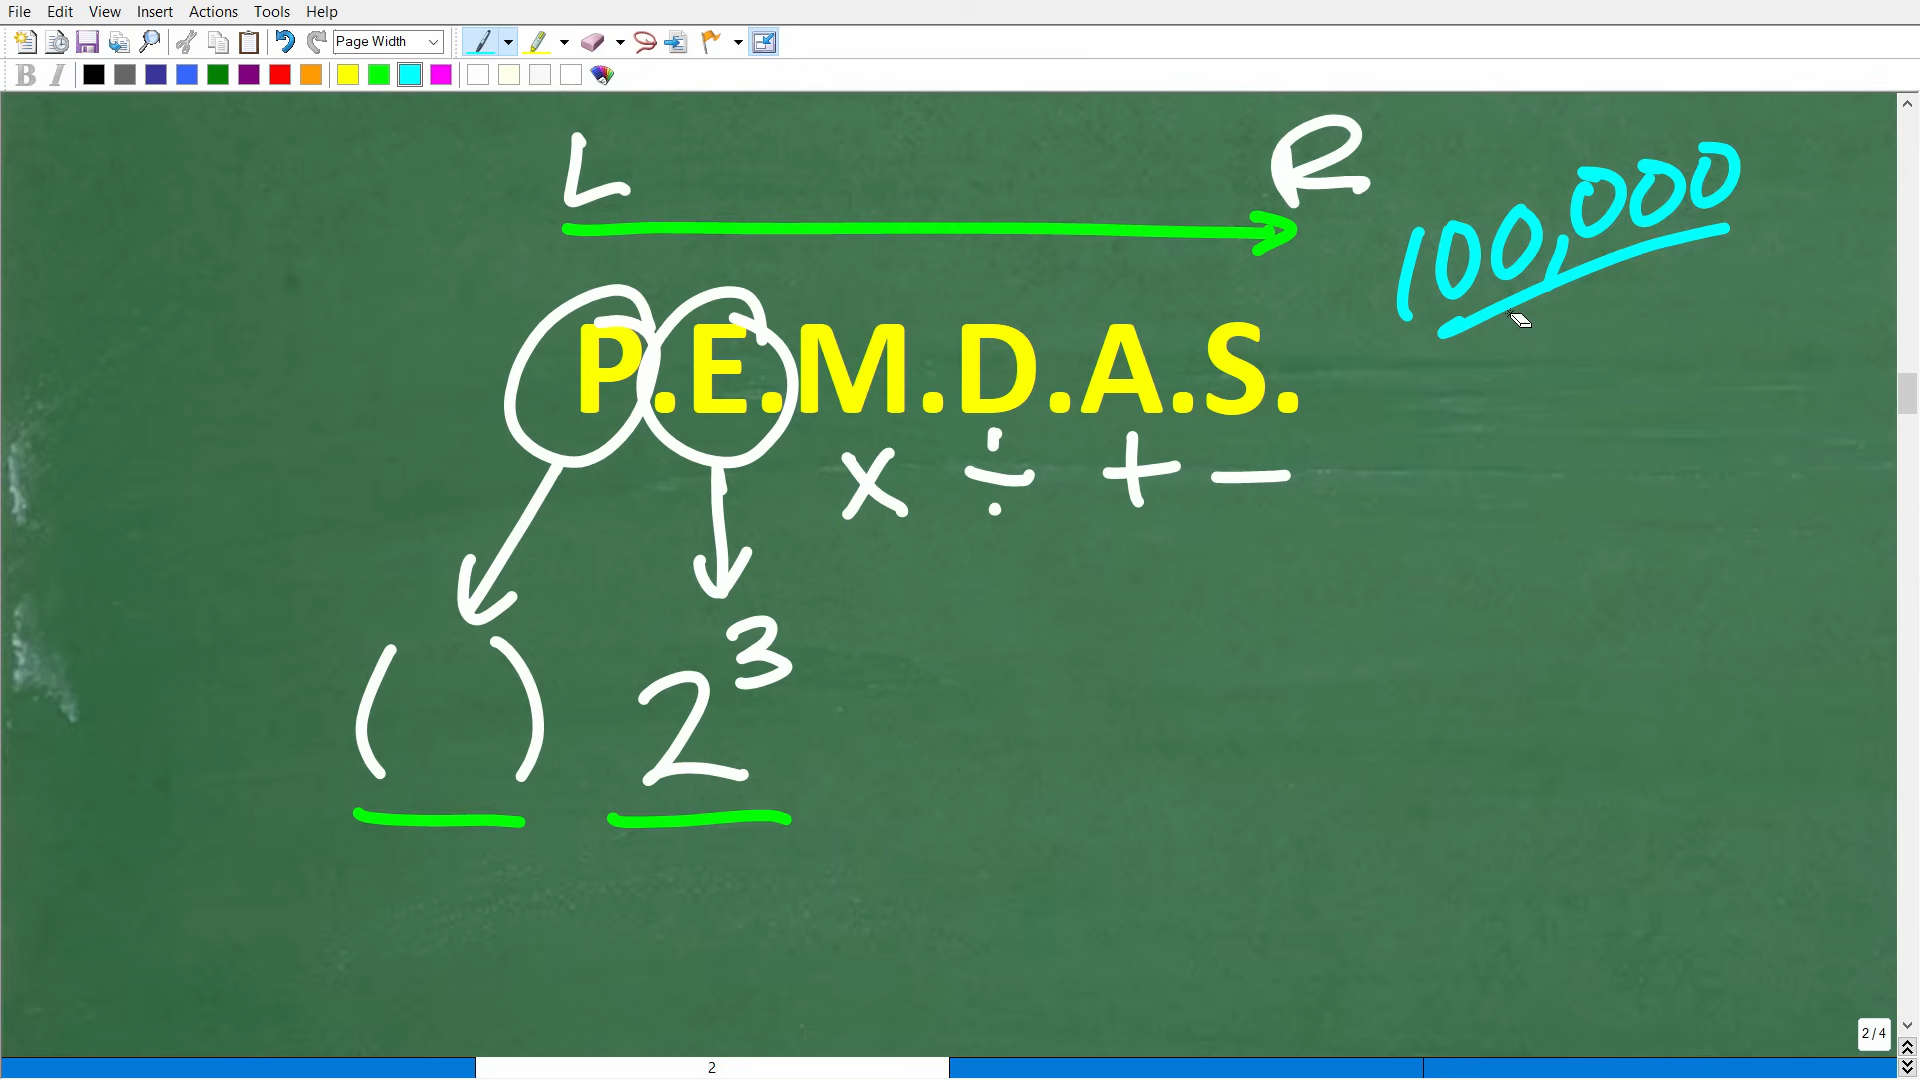 File Edit View Insert Actions Tools Help
Page Width
B I
L R
100,000
P.E.M.D.A.S.
× ÷ + −
( ) 2³
2 / 4
2